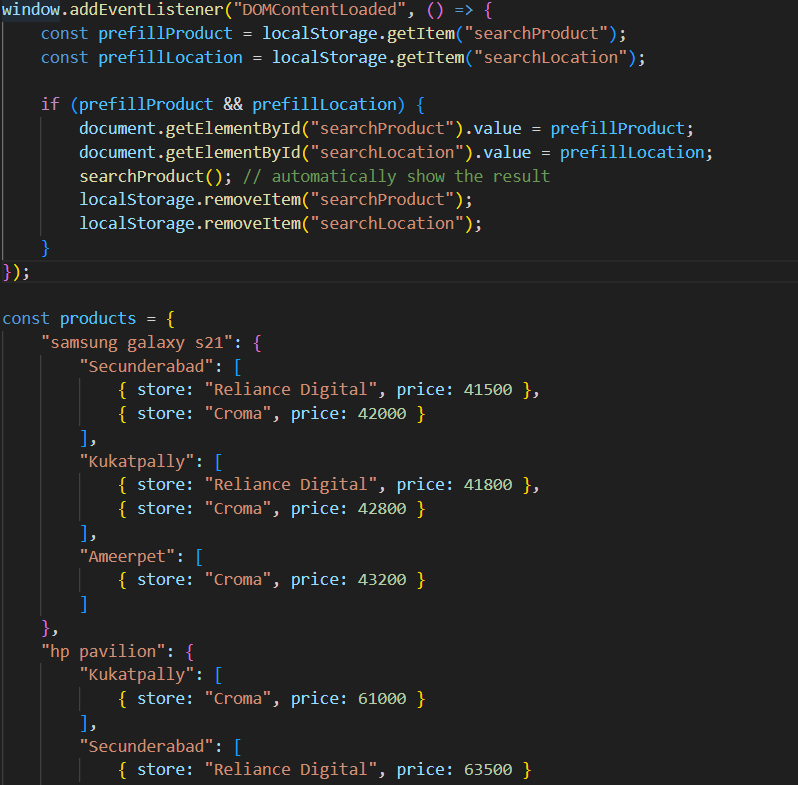 window.addEventListener("DOMContentLoaded", () => {
    const prefillProduct = localStorage.getItem("searchProduct");
    const prefillLocation = localStorage.getItem("searchLocation");

    if (prefillProduct && prefillLocation) {
        document.getElementById("searchProduct").value = prefillProduct;
        document.getElementById("searchLocation").value = prefillLocation;
        searchProduct(); // automatically show the result
        localStorage.removeItem("searchProduct");
        localStorage.removeItem("searchLocation");
    }
});

const products = {
    "samsung galaxy s21": {
        "Secunderabad": [
            { store: "Reliance Digital", price: 41500 },
            { store: "Croma", price: 42000 }
        ],
        "Kukatpally": [
            { store: "Reliance Digital", price: 41800 },
            { store: "Croma", price: 42800 }
        ],
        "Ameerpet": [
            { store: "Croma", price: 43200 }
        ]
    },
    "hp pavilion": {
        "Kukatpally": [
            { store: "Croma", price: 61000 }
        ],
        "Secunderabad": [
            { store: "Reliance Digital", price: 63500 }